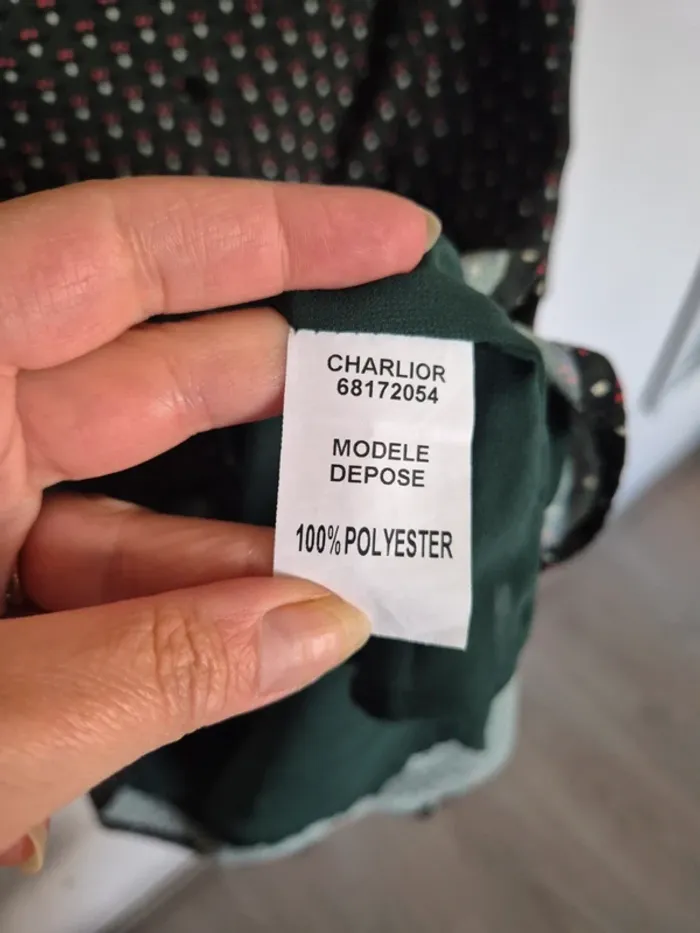 CHARLIOR
68172054
MODELE
DEPOSE
100% POLYESTER